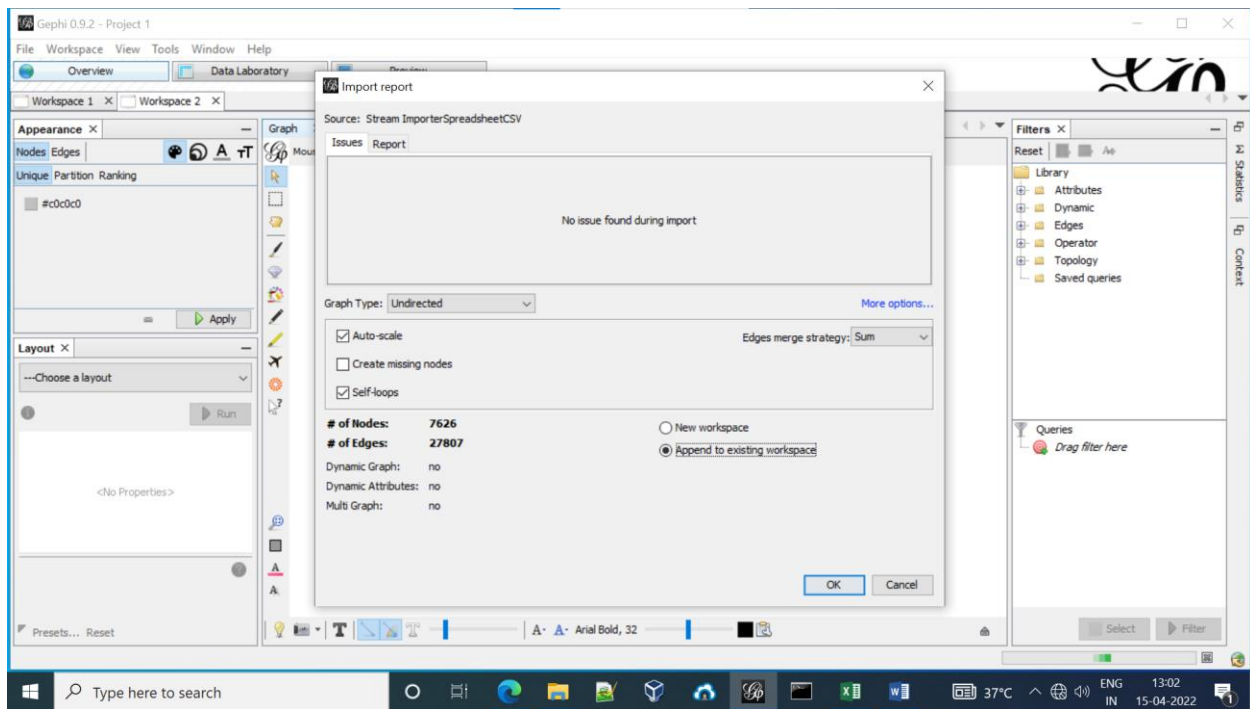 Gephi 0.9.2 - Project 1
File Workspace View Tools Window Help
Overview Data Laboratory Preview
Workspace 1 × Workspace 2 ×
Appearance ×
Nodes Edges
Unique Partition Ranking
#c0c0c0
Apply
Layout ×
---Choose a layout
Run
<No Properties>
Presets... Reset
Graph
Import report
Source: Stream ImporterSpreadsheetCSV
Issues Report
No issue found during import
Graph Type: Undirected More options...
Auto-scale Edges merge strategy: Sum
Create missing nodes
Self-loops
# of Nodes: 7626
# of Edges: 27807
New workspace
Append to existing workspace
Dynamic Graph: no
Dynamic Attributes: no
Multi Graph: no
OK Cancel
A- A- Arial Bold, 32
Filters ×
Reset
Library
Attributes
Dynamic
Edges
Operator
Topology
Saved queries
Queries
Drag filter here
Select Filter
Statistics
Context
Type here to search
37°C
ENG
IN
13:02
15-04-2022
1